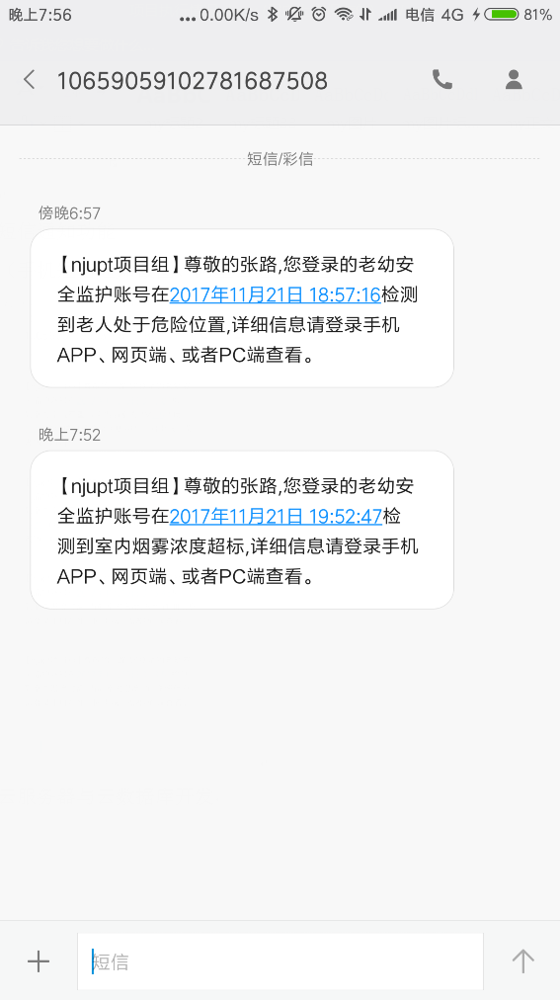 晚上7:56 ...0.00K/s 电信 4G 81%
10659059102781687508
短信/彩信
傍晚6:57
【njupt项目组】尊敬的张路,您登录的老幼安
全监护账号在2017年11月21日 18:57:16检测
到老人处于危险位置,详细信息请登录手机
APP、网页端、或者PC端查看。
晚上7:52
【njupt项目组】尊敬的张路,您登录的老幼安
全监护账号在2017年11月21日 19:52:47检
测到室内烟雾浓度超标,详细信息请登录手机
APP、网页端、或者PC端查看。
短信